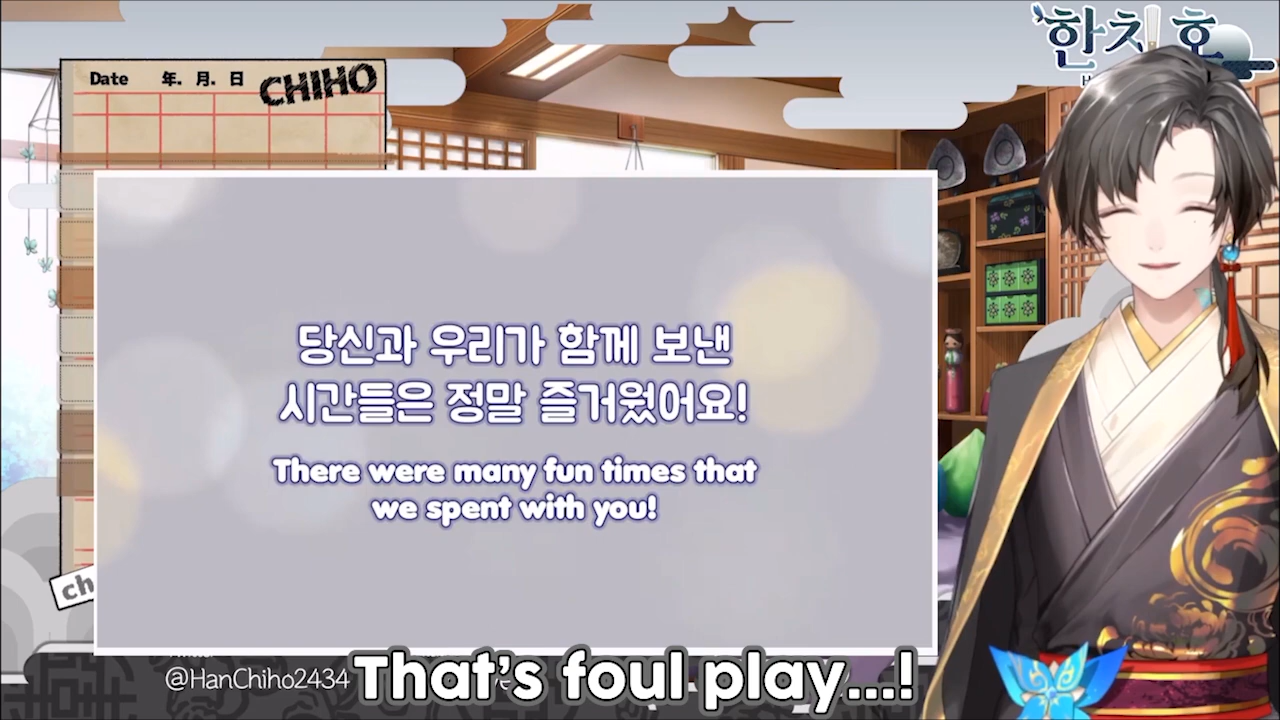 한치호
Date 年. 月. 日 CHIHO
당신과 우리가 함께 보낸
시간들은 정말 즐거웠어요!
There were many fun times that
we spent with you!
ch
@HanChiho2434
That's foul play...!